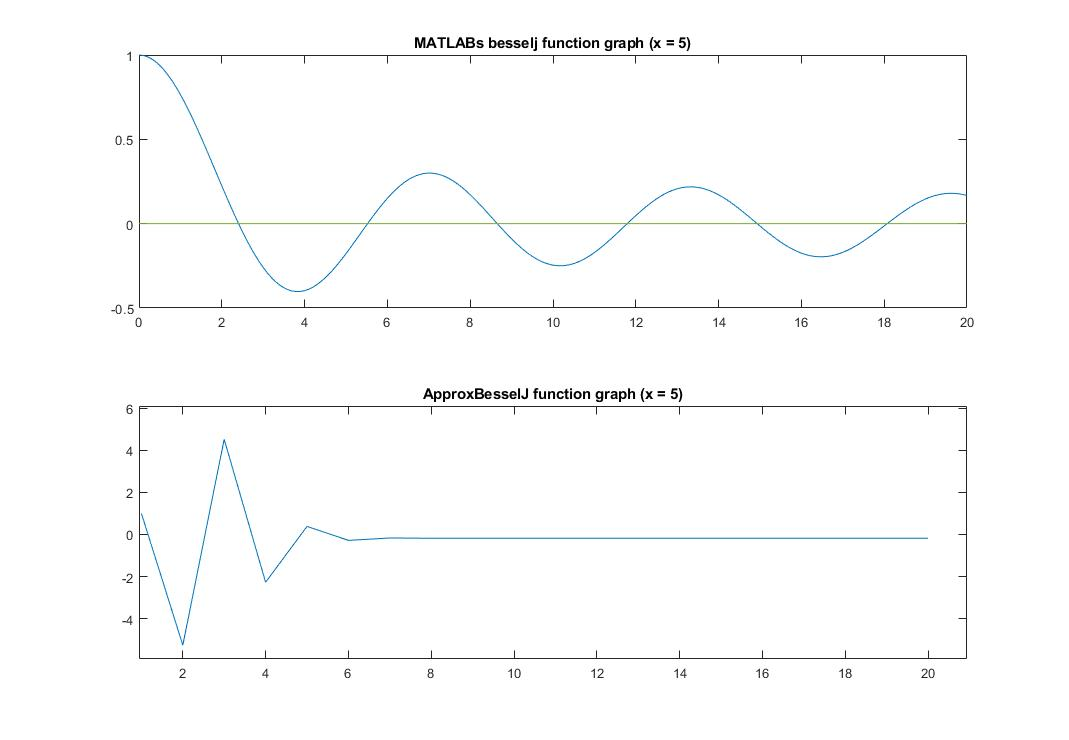 MATLABs besselj function graph (x = 5)
1
0.5
0
-0.5
0 2 4 6 8 10 12 14 16 18 20
ApproxBesselJ function graph (x = 5)
6
4
2
0
-2
-4
2 4 6 8 10 12 14 16 18 20